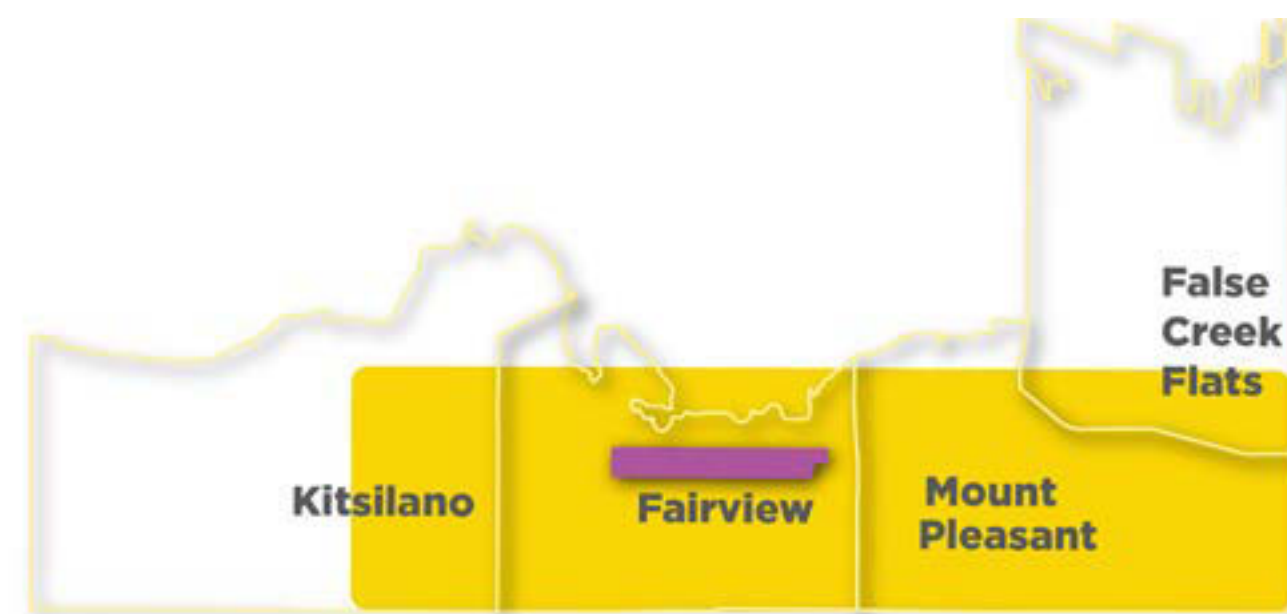 False
Creek
Flats
Kitsilano
Fairview
Mount
Pleasant